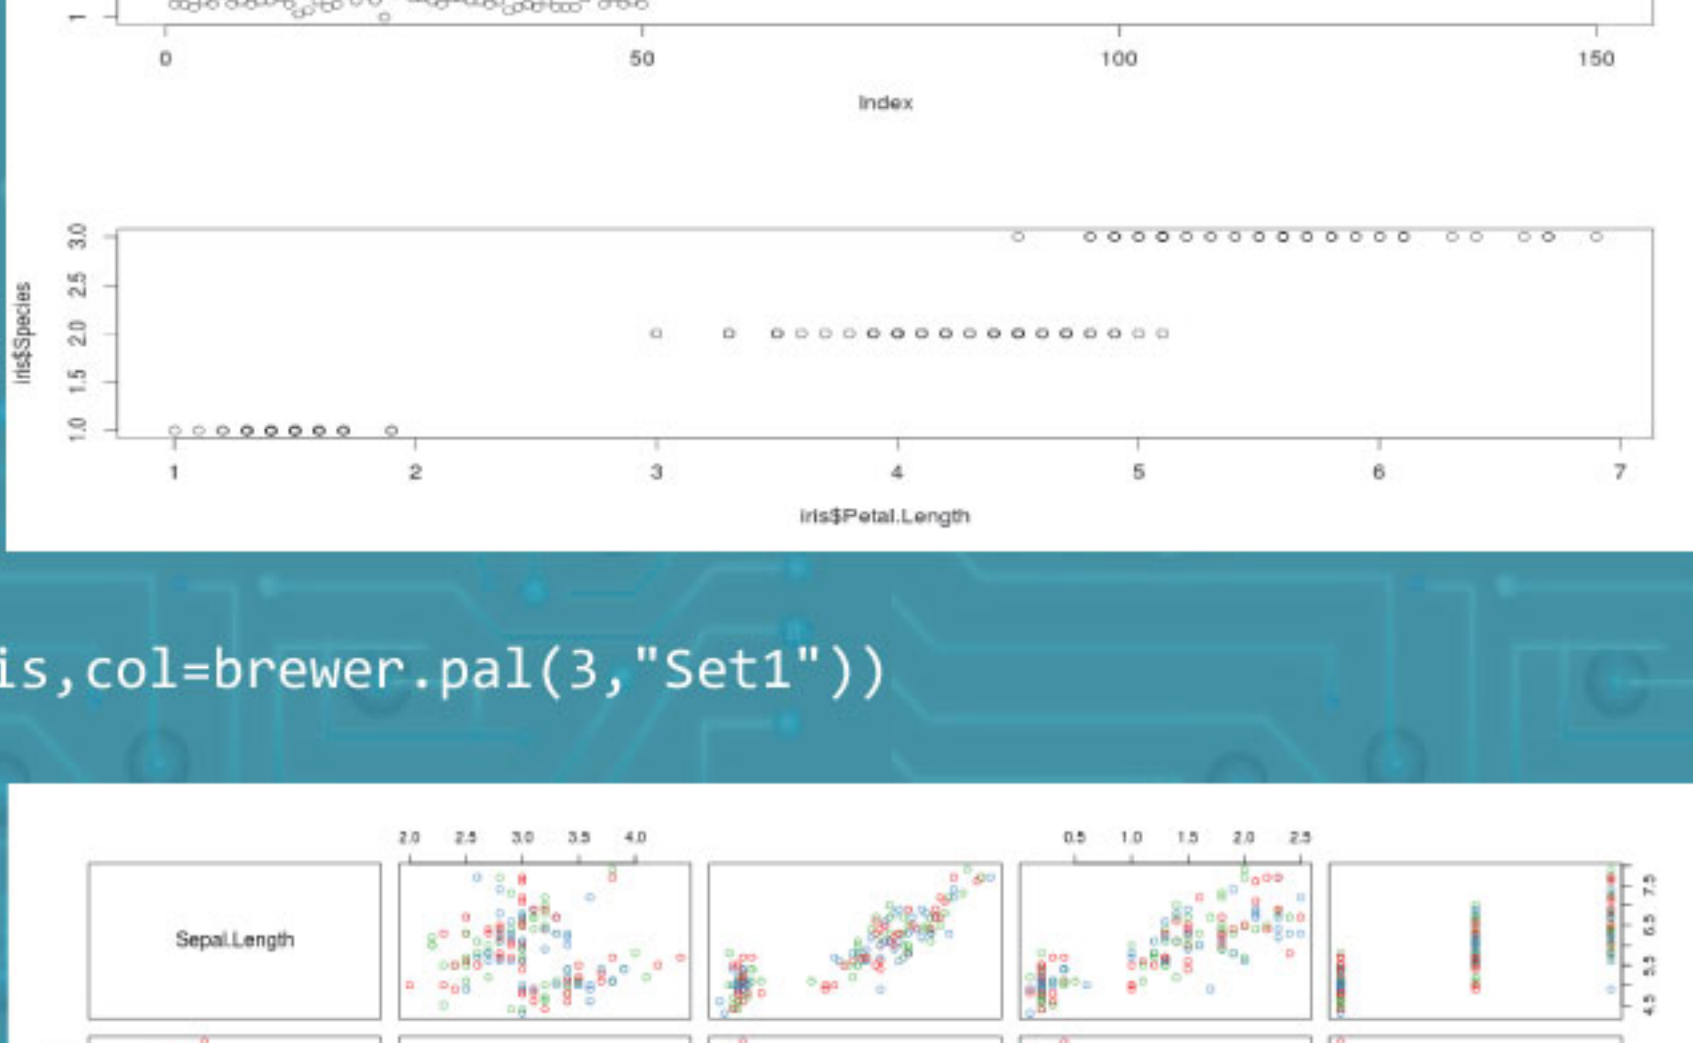 1
0 50 100 150
Index
3.0
2.5
2.0
1.5
1.0
iris$Species
1 2 3 4 5 6 7
iris$Petal.Length
is,col=brewer.pal(3,"Set1"))
2.0 2.5 3.0 3.5 4.0
0.5 1.0 1.5 2.0 2.5
Sepal.Length
7.5
6.5
5.5
4.5